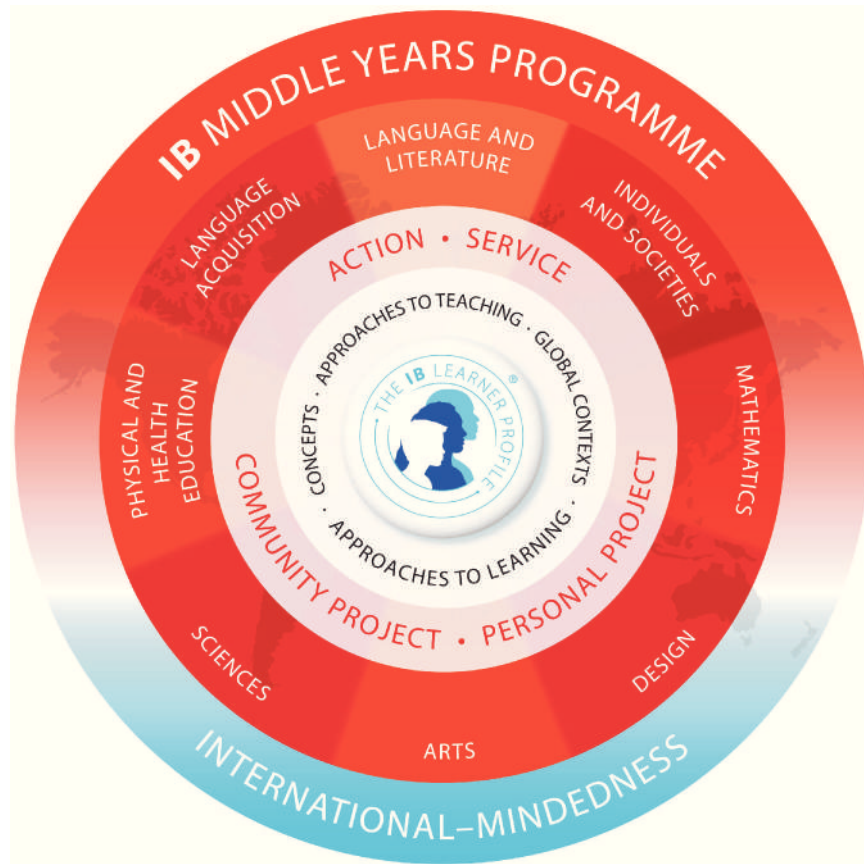 IB MIDDLE YEARS PROGRAMME
LANGUAGE AND
LITERATURE
INDIVIDUALS
AND SOCIETIES
MATHEMATICS
DESIGN
ARTS
SCIENCES
PHYSICAL AND
HEALTH
EDUCATION
LANGUAGE
ACQUISITION
ACTION • SERVICE
COMMUNITY PROJECT • PERSONAL PROJECT
APPROACHES TO TEACHING · GLOBAL CONTEXTS ·
APPROACHES TO LEARNING ·
CONCEPTS ·
THE IB LEARNER PROFILE ®
INTERNATIONAL–MINDEDNESS